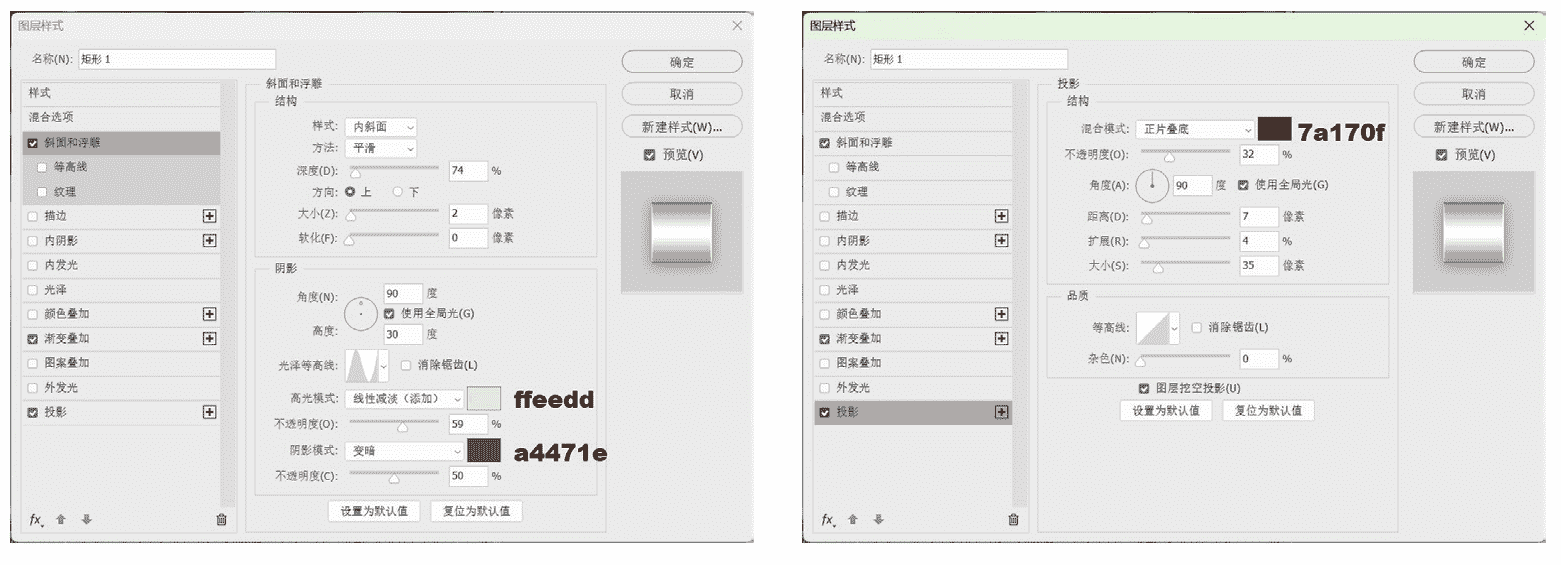 图层样式
名称(N): 矩形 1
样式
混合选项
斜面和浮雕
等高线
纹理
描边
内阴影
内发光
光泽
颜色叠加
渐变叠加
图案叠加
外发光
投影
fx
斜面和浮雕
结构
样式: 内斜面
方法: 平滑
深度(D): 74 %
方向: 上 下
大小(Z): 2 像素
软化(F): 0 像素
阴影
角度(N): 90 度
使用全局光(G)
高度: 30 度
光泽等高线: 消除锯齿(L)
高光模式: 线性减淡（添加） ffeedd
不透明度(O): 59 %
阴影模式: 变暗 a4471e
不透明度(C): 50 %
设置为默认值 复位为默认值
确定
取消
新建样式(W)...
预览(V)
图层样式
名称(N): 矩形 1
样式
混合选项
斜面和浮雕
等高线
纹理
描边
内阴影
内发光
光泽
颜色叠加
渐变叠加
图案叠加
外发光
投影
fx
投影
结构
混合模式: 正片叠底 7a170f
不透明度(O): 32 %
角度(A): 90 度 使用全局光(G)
距离(D): 7 像素
扩展(R): 4 %
大小(S): 35 像素
品质
等高线: 消除锯齿(L)
杂色(N): 0 %
图层挖空投影(U)
设置为默认值 复位为默认值
确定
取消
新建样式(W)...
预览(V)